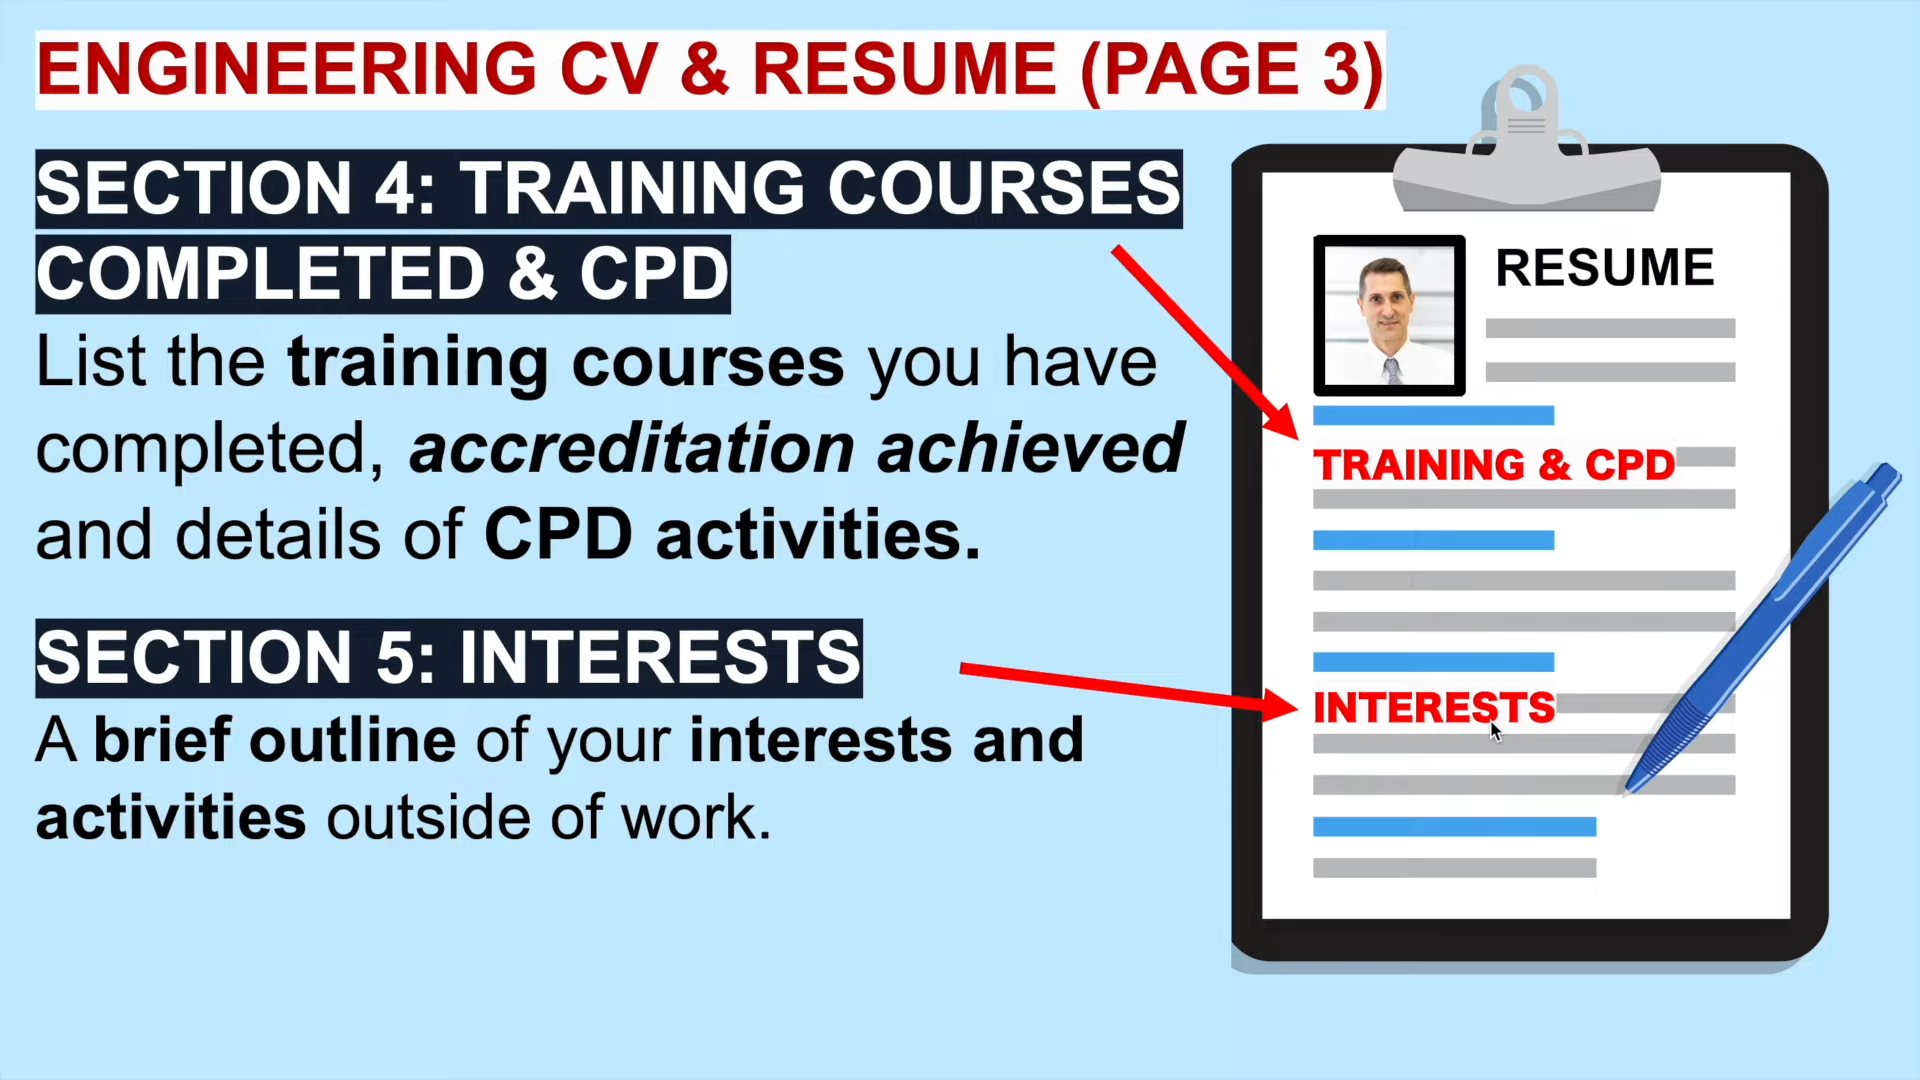 ENGINEERING CV & RESUME (PAGE 3)
SECTION 4: TRAINING COURSES
COMPLETED & CPD
List the training courses you have
completed, accreditation achieved
and details of CPD activities.
SECTION 5: INTERESTS
A brief outline of your interests and
activities outside of work.
RESUME
TRAINING & CPD
INTERESTS